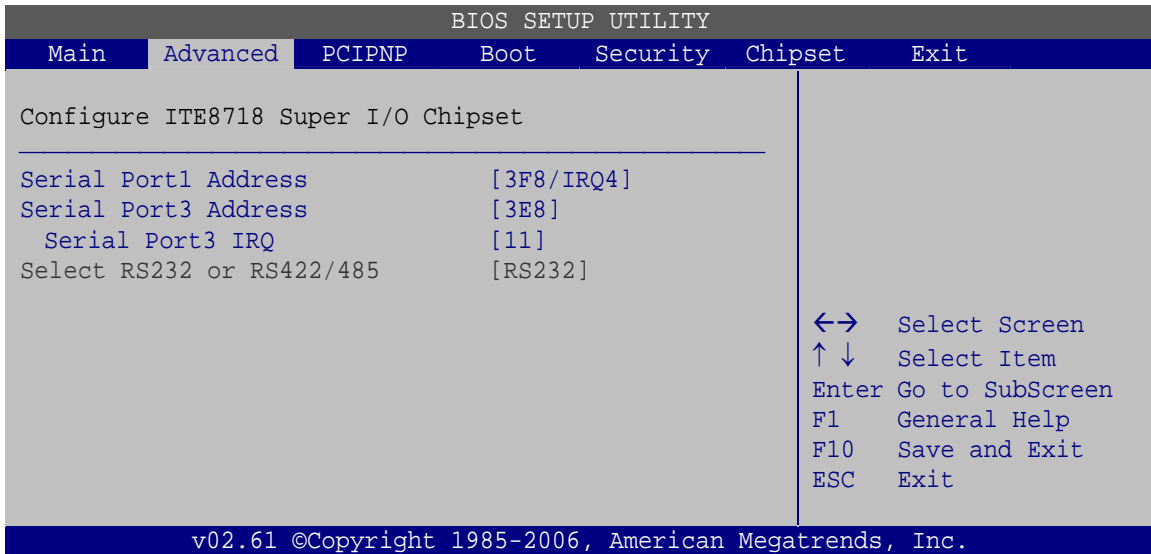 BIOS SETUP UTILITY
Main Advanced PCIPNP Boot Security Chipset Exit
Configure ITE8718 Super I/O Chipset
Serial Port1 Address [3F8/IRQ4]
Serial Port3 Address [3E8]
Serial Port3 IRQ [11]
Select RS232 or RS422/485 [RS232]
←→ Select Screen
↑ ↓ Select Item
Enter Go to SubScreen
F1 General Help
F10 Save and Exit
ESC Exit
v02.61 ©Copyright 1985-2006, American Megatrends, Inc.